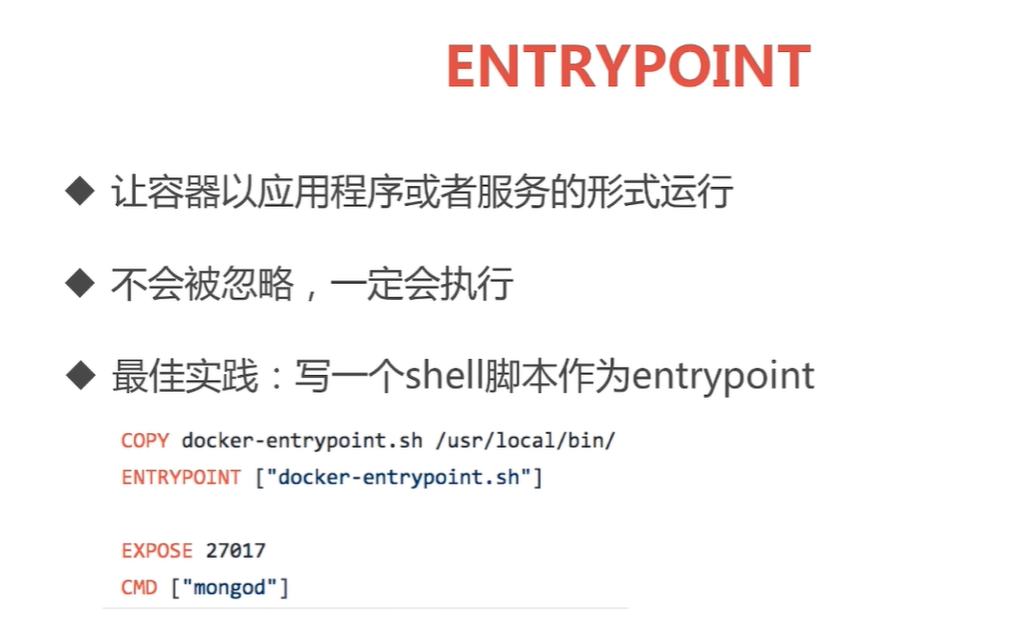 ENTRYPOINT
◆ 让容器以应用程序或者服务的形式运行
◆ 不会被忽略，一定会执行
◆ 最佳实践：写一个shell脚本作为entrypoint
COPY docker-entrypoint.sh /usr/local/bin/
ENTRYPOINT ["docker-entrypoint.sh"]
EXPOSE 27017
CMD ["mongod"]